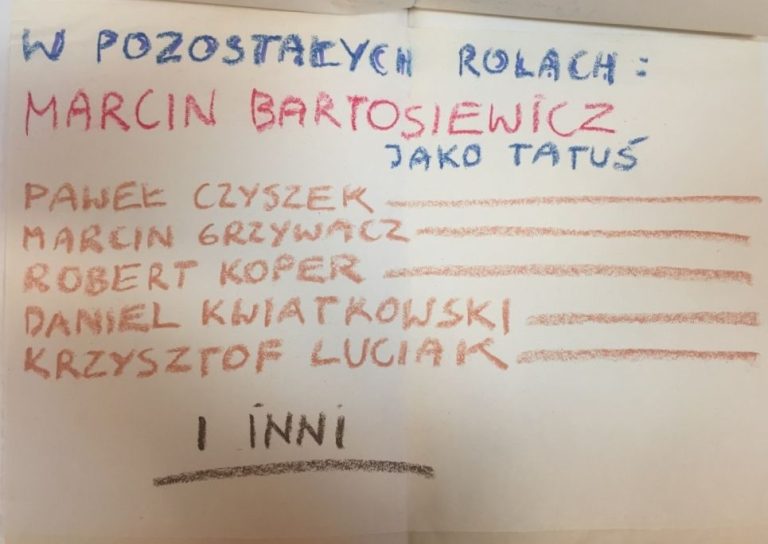 W POZOSTAŁYCH ROLACH:
MARCIN BARTOSIEWICZ
JAKO TATUŚ
PAWEŁ CZYSZEK
MARCIN GRZYWACZ
ROBERT KOPER
DANIEL KWIATKOWSKI
KRZYSZTOF LUCIAK
I INNI